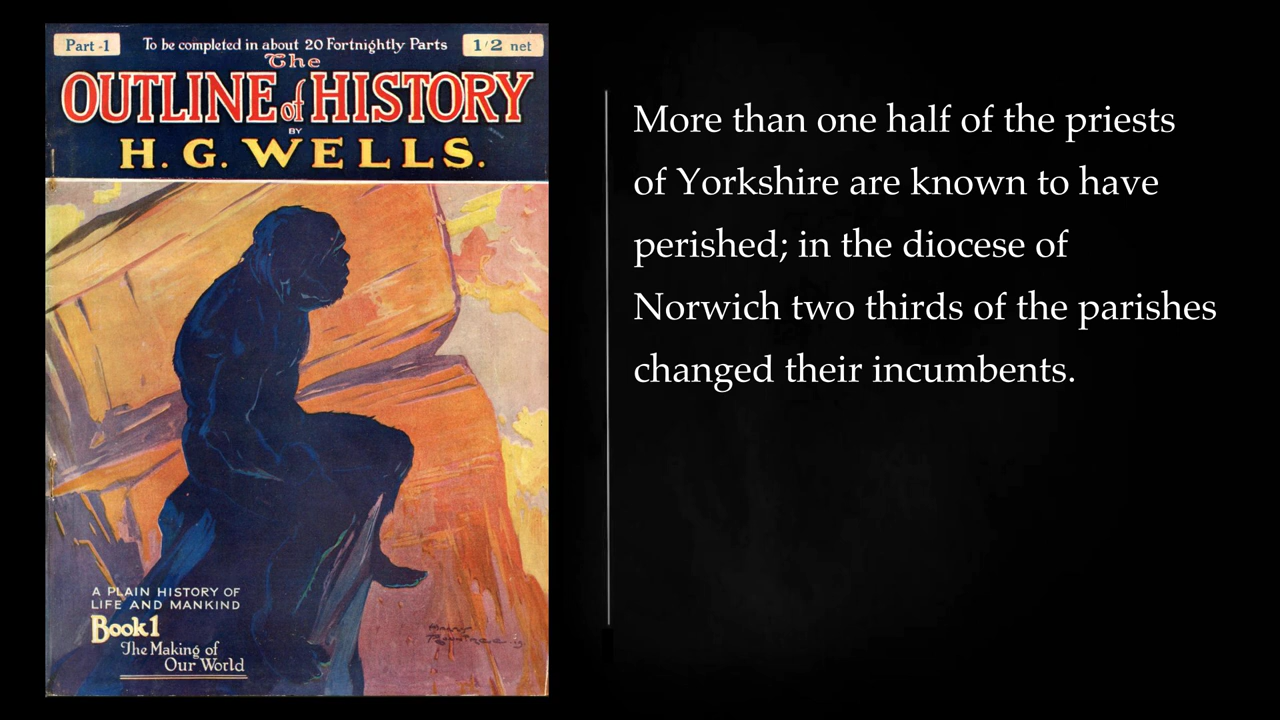 Part -1
To be completed in about 20 Fortnightly Parts
1/2 net
The
OUTLINE of HISTORY
BY
H. G. WELLS.
A PLAIN HISTORY OF
LIFE AND MANKIND
Book 1
The Making of
Our World
More than one half of the priests
of Yorkshire are known to have
perished; in the diocese of
Norwich two thirds of the parishes
changed their incumbents.